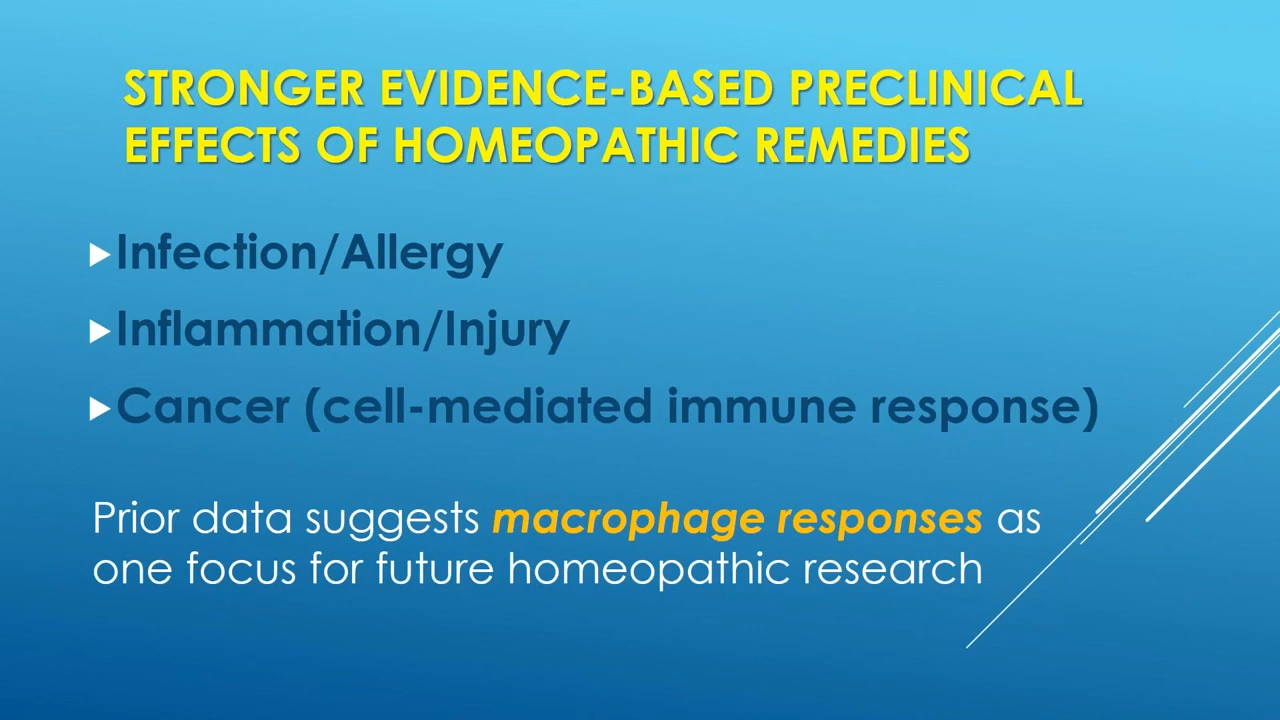 STRONGER EVIDENCE-BASED PRECLINICAL
EFFECTS OF HOMEOPATHIC REMEDIES
Infection/Allergy
Inflammation/Injury
Cancer (cell-mediated immune response)
Prior data suggests macrophage responses as
one focus for future homeopathic research